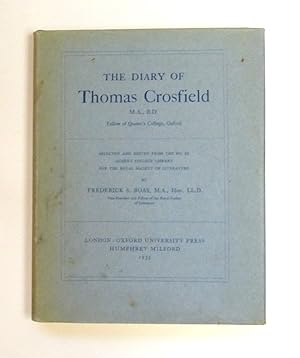 THE DIARY OF
Thomas Crosfield
M.A., B.D.
Fellow of Queen's College, Oxford
SELECTED AND EDITED FROM THE MS. IN
QUEEN'S COLLEGE LIBRARY
FOR THE ROYAL SOCIETY OF LITERATURE
BY
FREDERICK S. BOAS, M.A., Hon. LL.D.
Vice-President and Fellow of the Royal Society
of Literature
LONDON: OXFORD UNIVERSITY PRESS
HUMPHREY MILFORD
1935